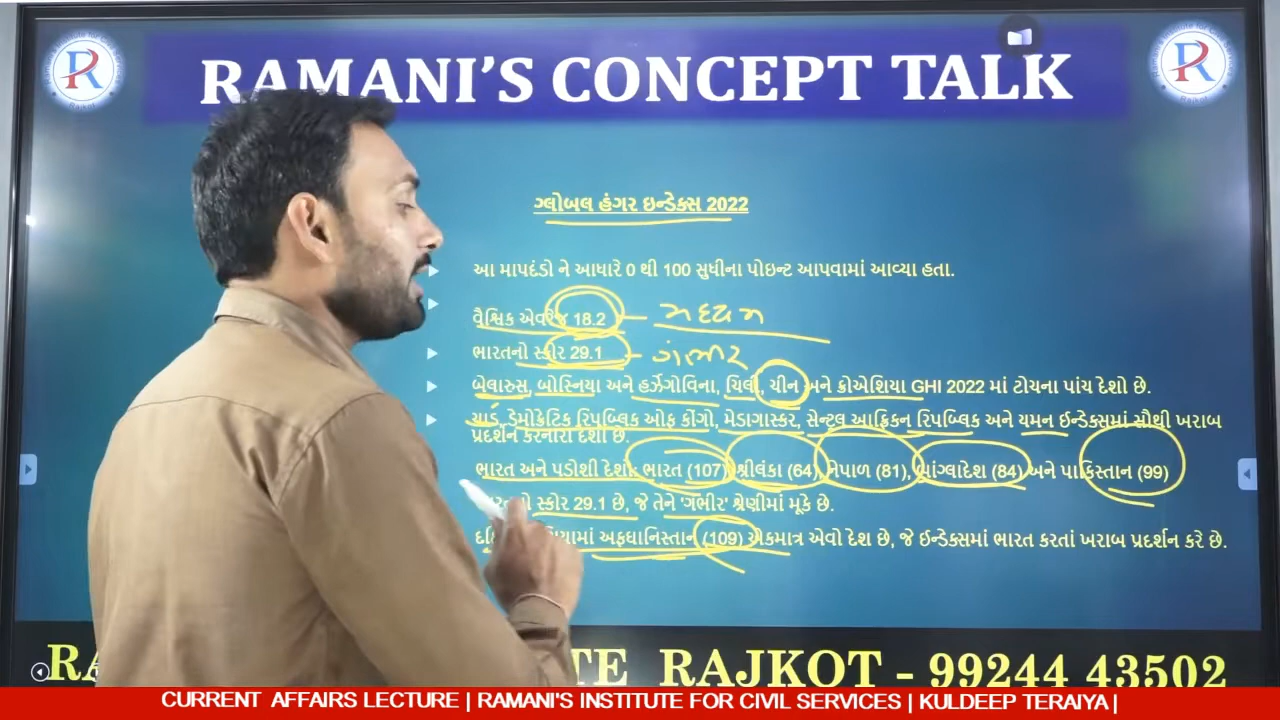 RAMANI'S CONCEPT TALK
ગ્લોબલ હંગર ઇન્ડેક્સ 2022
આ માપદંડો ને આધારે 0 થી 100 સુધીના પોઇન્ટ આપવામાં આવ્યા હતા.
વૈશ્વિક એવરેજ 18.2 - મધ્યમ
ભારતનો સ્કોર 29.1 - ગંભીર
બેલારુસ, બોસ્નિયા અને હર્ઝેગોવિના, ચિલી, ચીન અને ક્રોએશિયા GHI 2022 માં ટોચના પાંચ દેશો છે.
ચાડ, ડેમોક્રેટિક રિપબ્લિક ઓફ કોંગો, મેડાગાસ્કર, સેન્ટ્રલ આફ્રિકન રિપબ્લિક અને યમન ઈન્ડેક્સમાં સૌથી ખરાબ
પ્રદર્શન કરનારા દેશો છે.
ભારત અને પડોશી દેશો: ભારત (107), શ્રીલંકા (64), નેપાળ (81), બાંગ્લાદેશ (84) અને પાકિસ્તાન (99)
સ્કોર 29.1 છે, જે તેને 'ગંભીર' શ્રેણીમાં મૂકે છે.
અફઘાનિસ્તાન (109) એકમાત્ર એવો દેશ છે, જે ઈન્ડેક્સમાં ભારત કરતાં ખરાબ પ્રદર્શન કરે છે.
RAJKOT - 99244 43502
CURRENT AFFAIRS LECTURE | RAMANI'S INSTITUTE FOR CIVIL SERVICES | KULDEEP TERAIYA |